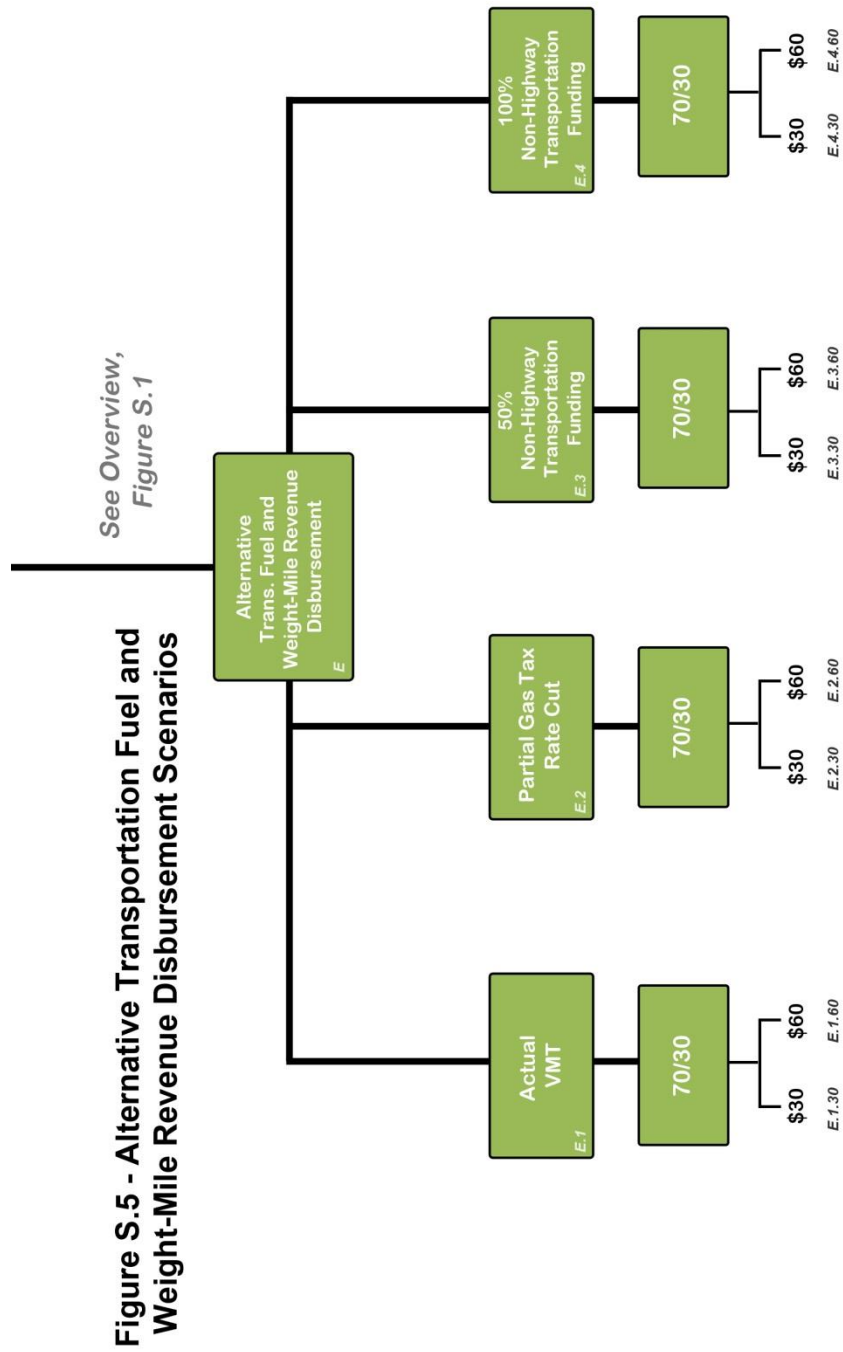 Figure S.5 - Alternative Transportation Fuel and
Weight-Mile Revenue Disbursement Scenarios
See Overview,
Figure S.1
Alternative
Trans. Fuel and
Weight-Mile Revenue
Disbursement
E
Actual
VMT
E.1
70/30
$30
$60
E.1.30
E.1.60
Partial Gas Tax
Rate Cut
E.2
70/30
$30
$60
E.2.30
E.2.60
50%
Non-Highway
Transportation
Funding
E.3
70/30
$30
$60
E.3.30
E.3.60
100%
Non-Highway
Transportation
Funding
E.4
70/30
$30
$60
E.4.30
E.4.60